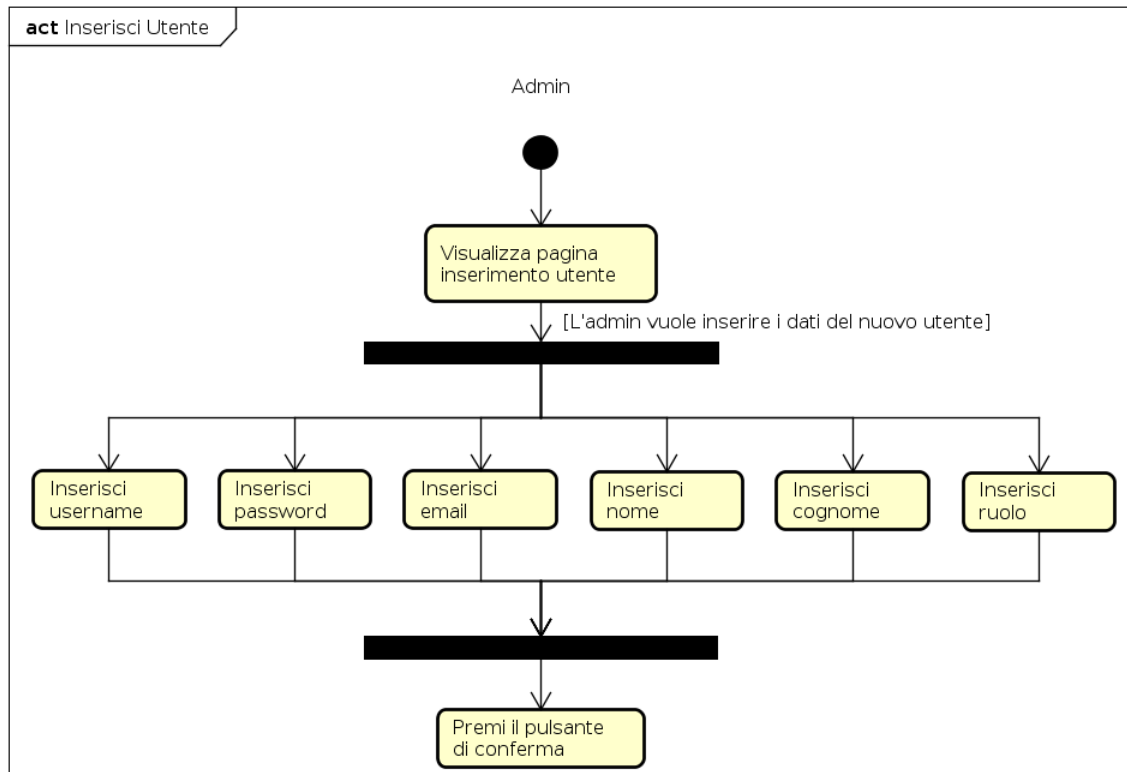 act Inserisci Utente
Admin
Visualizza pagina
inserimento utente
[L'admin vuole inserire i dati del nuovo utente]
Inserisci
username
Inserisci
password
Inserisci
email
Inserisci
nome
Inserisci
cognome
Inserisci
ruolo
Premi il pulsante
di conferma